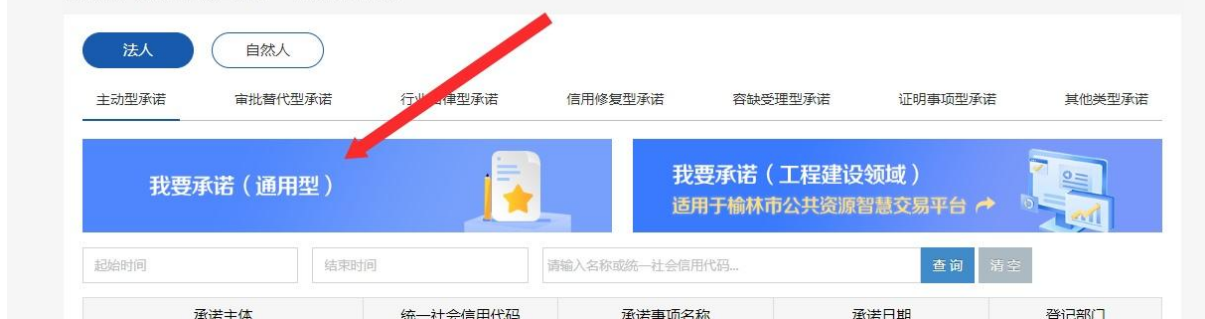 法人 自然人
主动型承诺 审批替代型承诺 行业自律型承诺 信用修复型承诺 容缺受理型承诺 证明事项型承诺 其他类型承诺
我要承诺（通用型）
我要承诺（工程建设领域）
适用于榆林市公共资源智慧交易平台
起始时间 结束时间 请输入名称或统一社会信用代码... 查询 清空
承诺主体 统一社会信用代码 承诺事项名称 承诺日期 登记部门